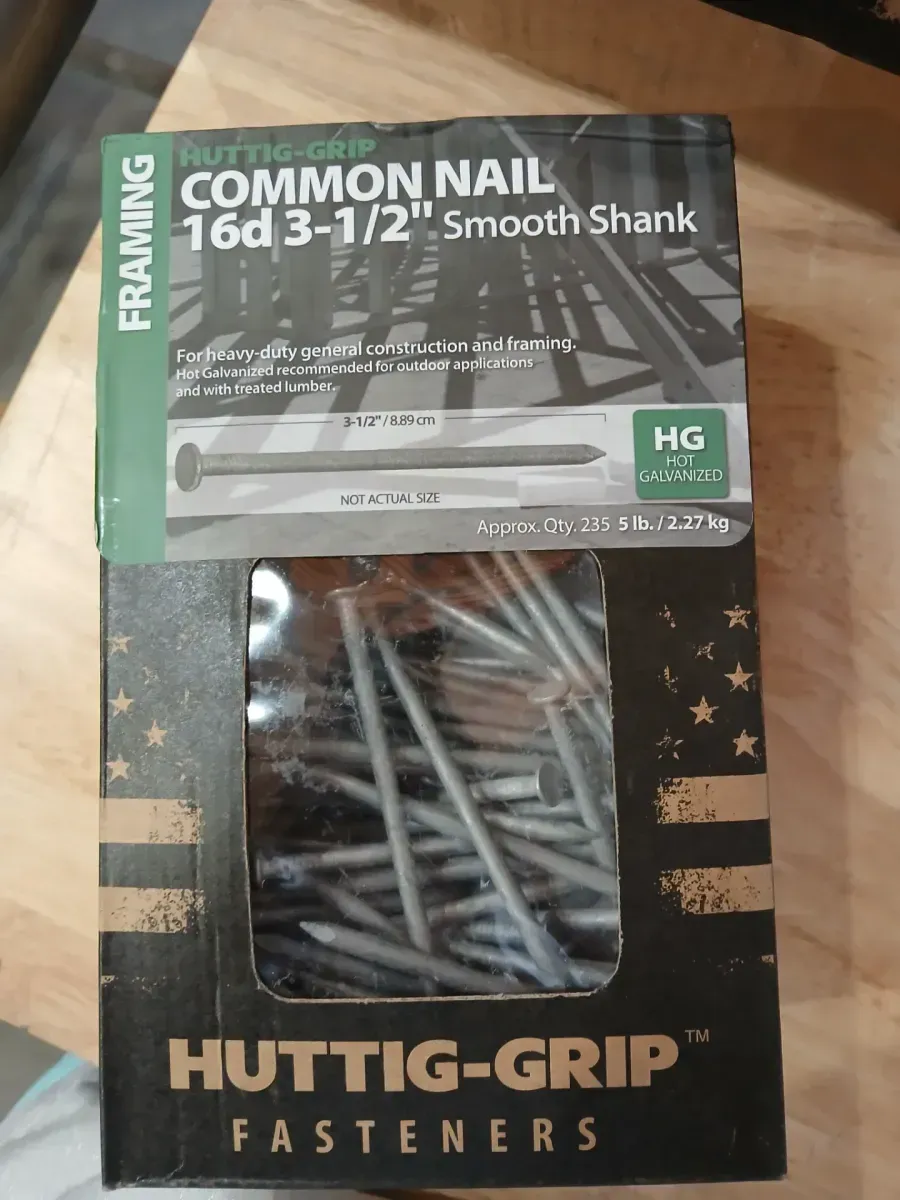 FRAMING
HUTTIG-GRIP
COMMON NAIL
16d 3-1/2" Smooth Shank
For heavy-duty general construction and framing.
Hot Galvanized recommended for outdoor applications
and with treated lumber.
3-1/2" / 8.89 cm
HG
HOT
GALVANIZED
NOT ACTUAL SIZE
Approx. Qty. 235 5 lb. / 2.27 kg
HUTTIG-GRIP™
FASTENERS